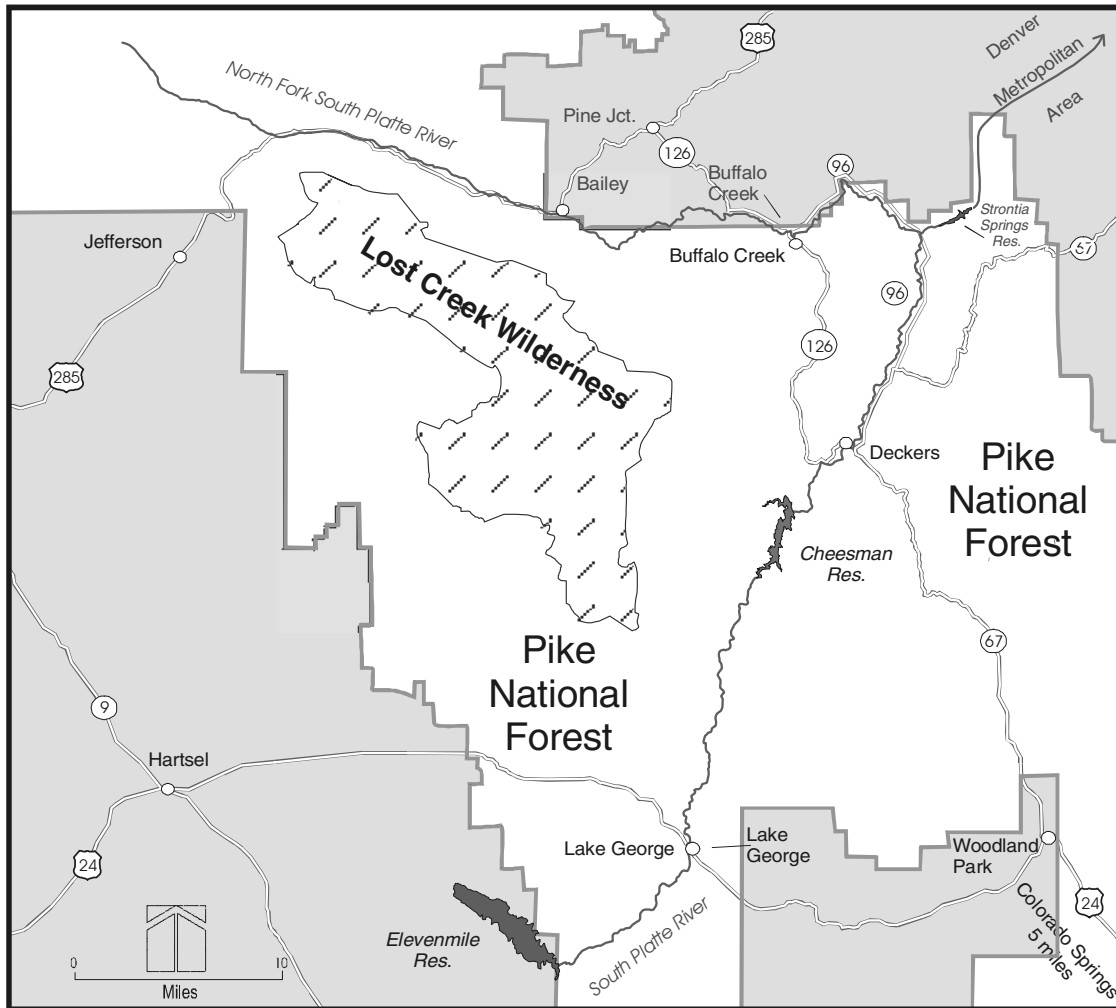 285
Denver
Metropolitan
Area
North Fork South Platte River
Pine Jct.
126
96
Buffalo
Creek
Bailey
Strontia
Springs
Res.
Jefferson
Buffalo Creek
67
Lost Creek Wilderness
96
126
285
Deckers
Pike
National
Forest
Cheesman
Res.
67
Pike
National
Forest
9
Hartsel
Lake George
Lake
George
Woodland
Park
24
24
Colorado Springs
5 miles
Elevenmile
Res.
South Platte River
0 10
Miles